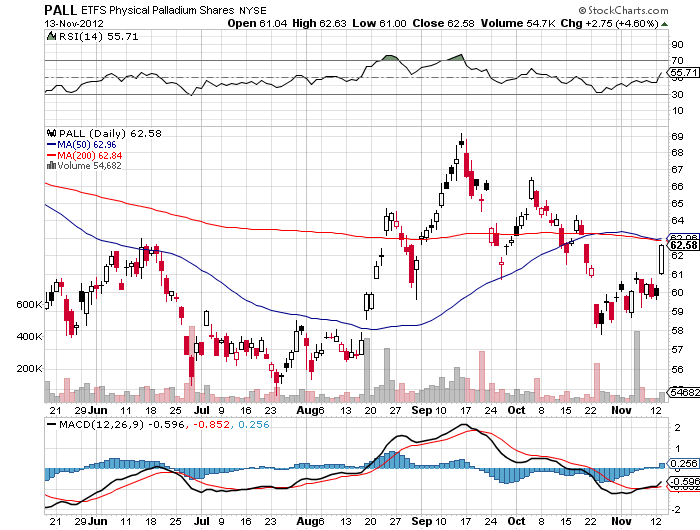 PALL ETFS Physical Palladium Shares NYSE © StockCharts.com
13-Nov-2012 Open 61.04 High 62.63 Low 61.00 Close 62.58 Volume 54.7K Chg +2.75 (+4.60%)
RSI(14) 55.71
90
70
55.71
50
30
10
PALL (Daily) 62.58
MA(50) 62.96
MA(200) 62.84
Volume 54,682
69
68
67
66
65
64
62.58
61
600K
60
59
400K
58
57
200K
56
54682
21 29 Jun 11 18 25 Jul 9 16 23 Aug 6 13 20 27 Sep 10 17 24 Oct 8 15 22 Nov 12
MACD(12,26,9) -0.596, -0.852, 0.256
2
1
0.256
-0.596
-2
21 29 Jun 11 18 25 Jul 9 16 23 Aug 6 13 20 27 Sep 10 17 24 Oct 8 15 22 Nov 12